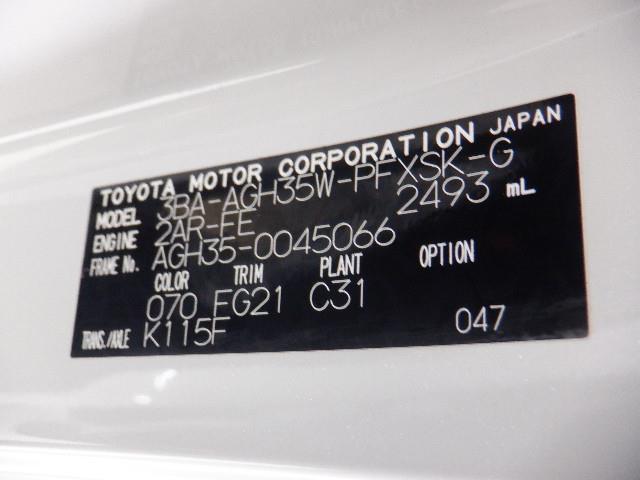 TOYOTA MOTOR CORPORATION JAPAN
MODEL 3BA-AGH35W-PFXSK-G
ENGINE 2AR-FE 2493 mL
FRAME No. AGH35-0045066
COLOR TRIM PLANT OPTION
070 FG21 C31
TRANS./AXLE K115F 047